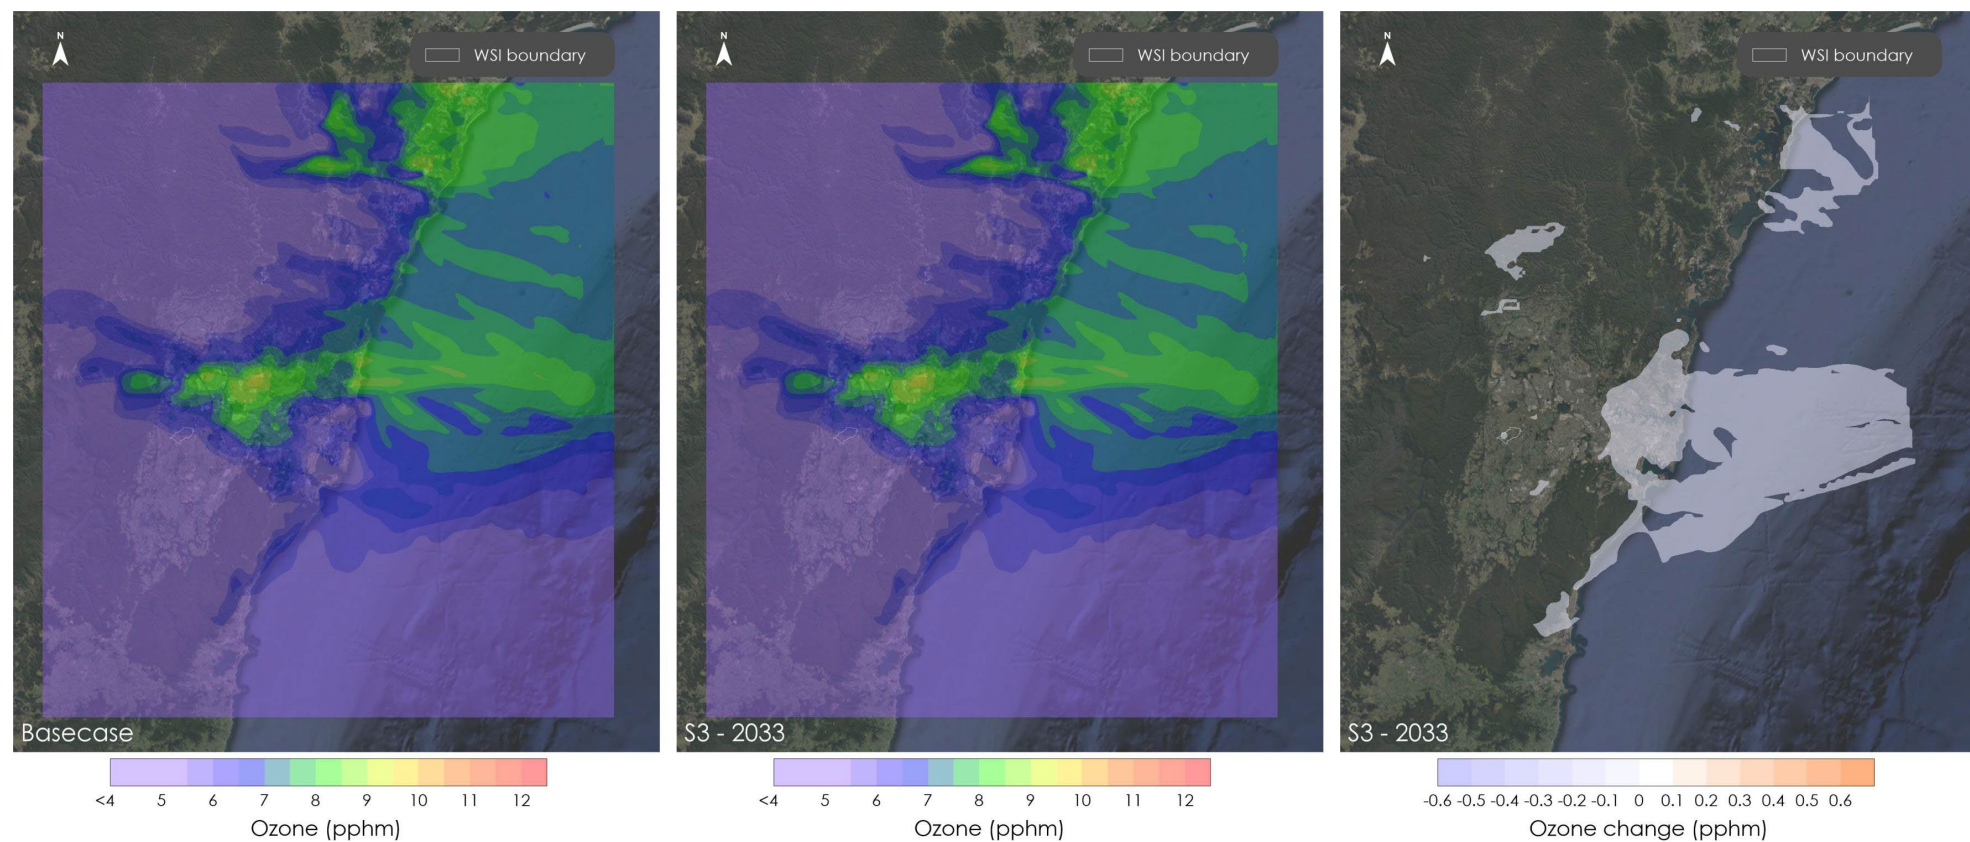 N
WSI boundary
N
WSI boundary
N
WSI boundary
Basecase
S3 - 2033
S3 - 2033
<4 5 6 7 8 9 10 11 12
Ozone (pphm)
<4 5 6 7 8 9 10 11 12
Ozone (pphm)
-0.6 -0.5 -0.4 -0.3 -0.2 -0.1 0 0.1 0.2 0.3 0.4 0.5 0.6
Ozone change (pphm)